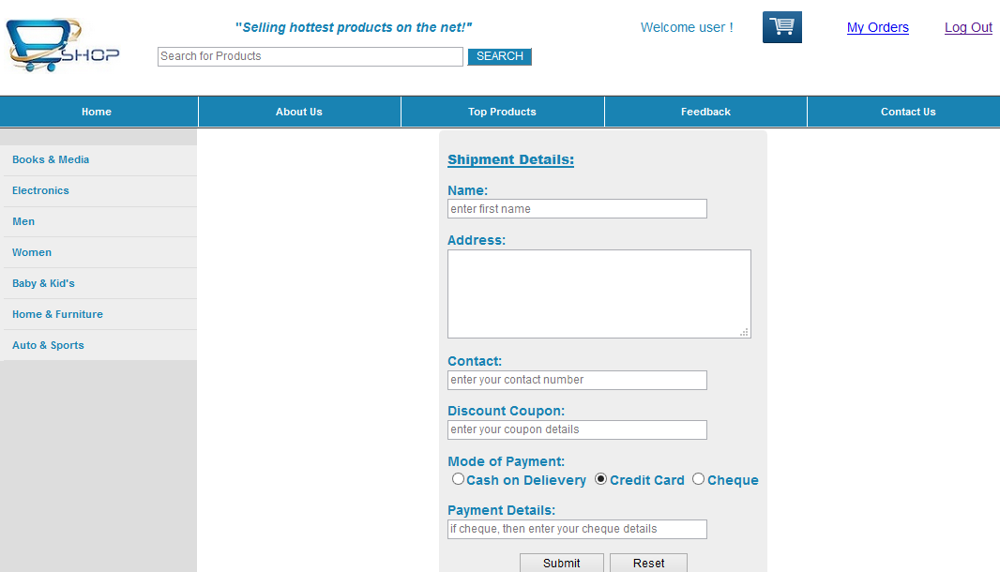 SHOP
"Selling hottest products on the net!"
Welcome user !
My Orders
Log Out
Search for Products
SEARCH
Home
About Us
Top Products
Feedback
Contact Us
Books & Media
Electronics
Men
Women
Baby & Kid's
Home & Furniture
Auto & Sports
Shipment Details:
Name:
enter first name
Address:
Contact:
enter your contact number
Discount Coupon:
enter your coupon details
Mode of Payment:
Cash on Delievery Credit Card Cheque
Payment Details:
if cheque, then enter your cheque details
Submit Reset